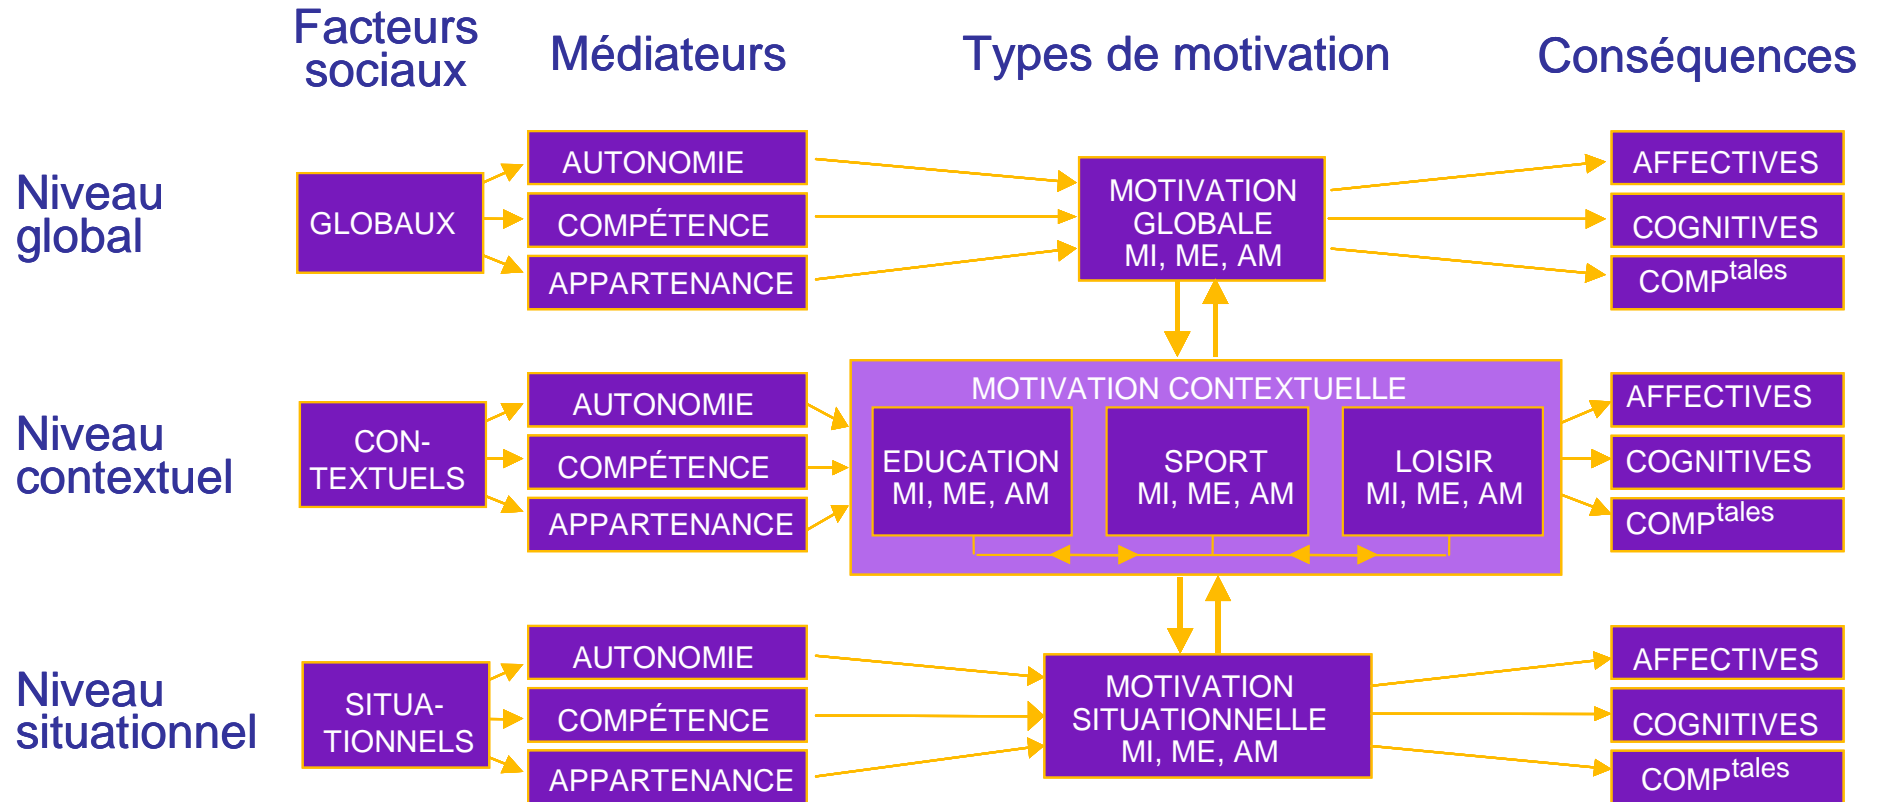 Facteurs
sociaux
Médiateurs
Types de motivation
Conséquences
Niveau
global
GLOBAUX
AUTONOMIE
COMPÉTENCE
APPARTENANCE
MOTIVATION
GLOBALE
MI, ME, AM
AFFECTIVES
COGNITIVES
COMPtales
Niveau
contextuel
CON-
TEXTUELS
AUTONOMIE
COMPÉTENCE
APPARTENANCE
MOTIVATION CONTEXTUELLE
EDUCATION
MI, ME, AM
SPORT
MI, ME, AM
LOISIR
MI, ME, AM
AFFECTIVES
COGNITIVES
COMPtales
Niveau
situationnel
SITUA-
TIONNELS
AUTONOMIE
COMPÉTENCE
APPARTENANCE
MOTIVATION
SITUATIONNELLE
MI, ME, AM
AFFECTIVES
COGNITIVES
COMPtales